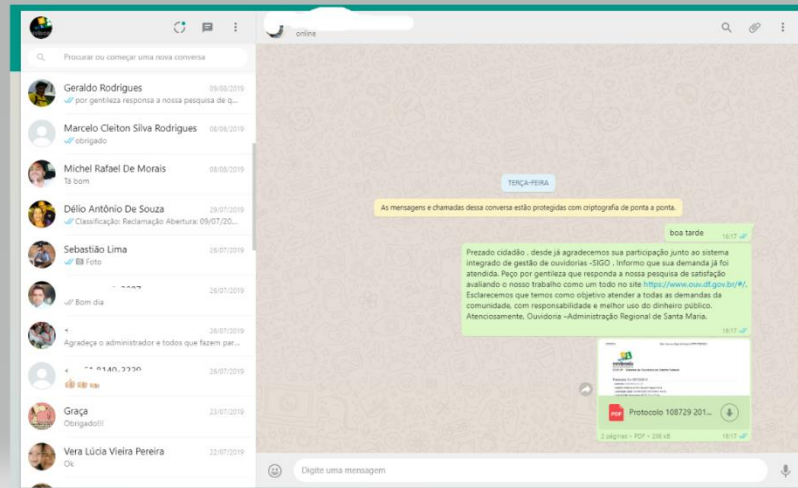 Procurar ou começar uma nova conversa
Geraldo Rodrigues 09/08/2019
por gentileza responsa a nossa pesquisa de q...
Marcelo Cleiton Silva Rodrigues 08/08/2019
obrigado
Michel Rafael De Morais 08/08/2019
Tá bom
Délio Antônio De Souza 29/07/2019
Classificação: Reclamação Abertura: 09/07/20...
Sebastião Lima 26/07/2019
Foto
26/07/2019
Bom dia
26/07/2019
Agradeça o administrador e todos que fazem par...
26/07/2019
Graça 23/07/2019
Obrigado!!!
Vera Lúcia Vieira Pereira 22/07/2019
Ok
online
TERÇA-FEIRA
As mensagens e chamadas dessa conversa estão protegidas com criptografia de ponta a ponta.
boa tarde 16:17
Prezado cidadão . desde já agradecemos sua participação junto ao sistema
integrado de gestão de ouvidorias -SIGO . Informo que sua demanda já foi
atendida. Peço por gentileza que responda a nossa pesquisa de satisfação
avaliando o nosso trabalho como um todo no site https://www.ouv.df.gov.br/#/.
Esclarecemos que temos como objetivo atender a todas as demandas da
comunidade, com responsabilidade e melhor uso do dinheiro público.
Atenciosamente, Ouvidoria –Administração Regional de Santa Maria.
16:17
PDF Protocolo 108729 201...
2 páginas • PDF • 206 kB 16:17
Digite uma mensagem